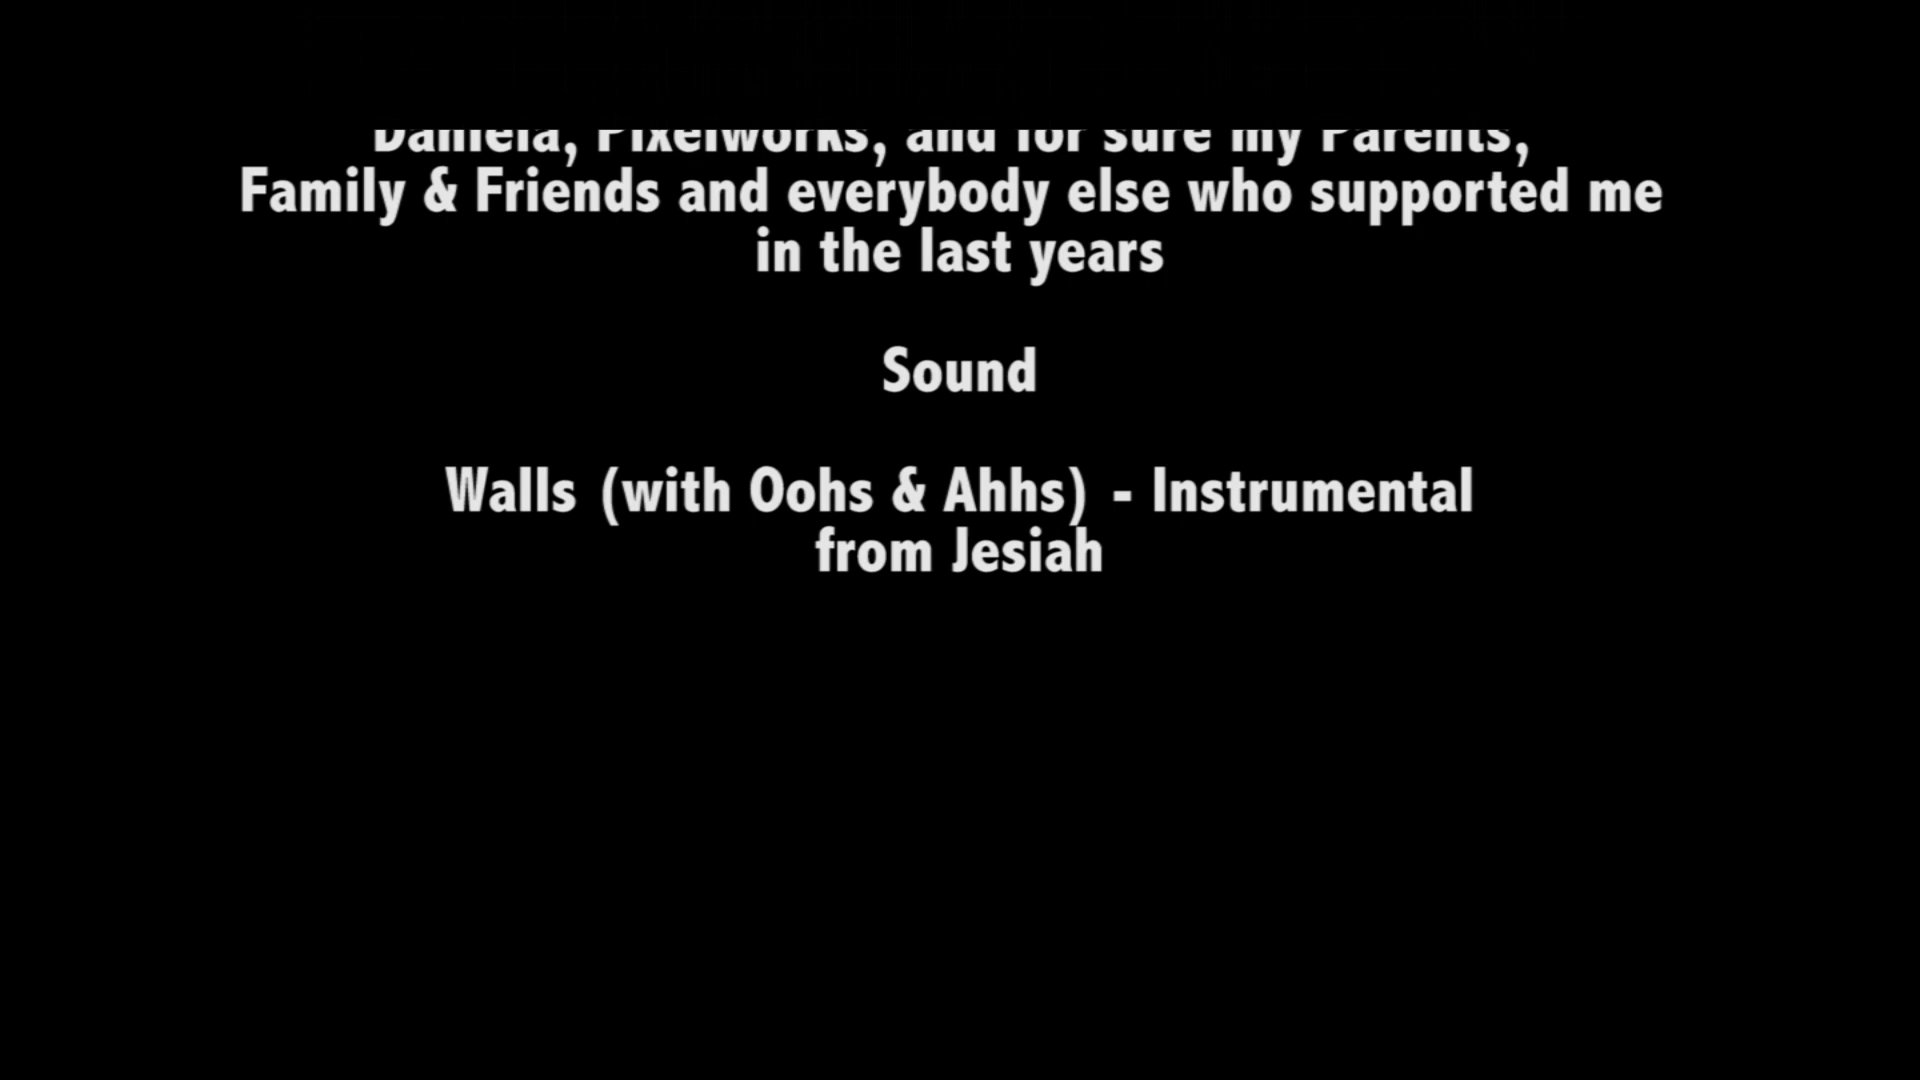 Daniela, Pixelworks, and for sure my Parents,
Family & Friends and everybody else who supported me
in the last years
Sound
Walls (with Oohs & Ahhs) - Instrumental
from Jesiah